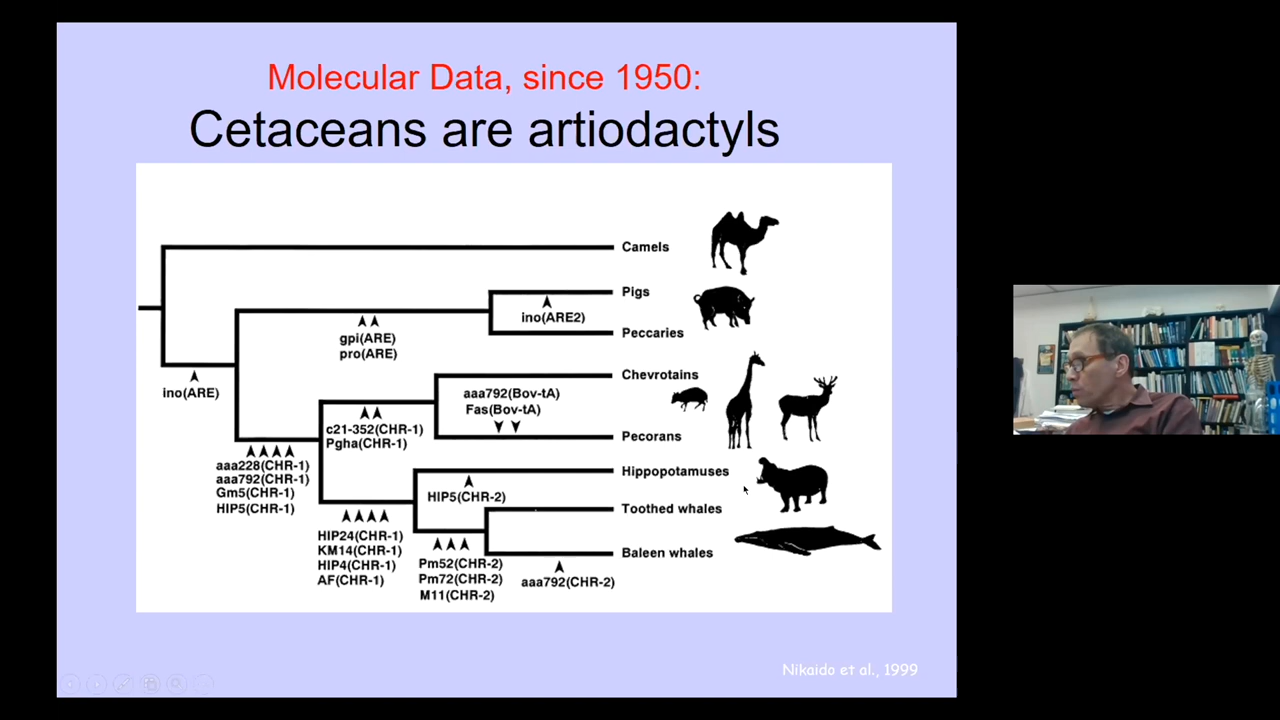 Molecular Data, since 1950:
Cetaceans are artiodactyls
Camels
Pigs
ino(ARE2)
Peccaries
gpi(ARE)
pro(ARE)
ino(ARE)
Chevrotains
aaa792(Bov-tA)
Fas(Bov-tA)
Pecorans
c21-352(CHR-1)
Pgha(CHR-1)
aaa228(CHR-1)
aaa792(CHR-1)
Gm5(CHR-1)
HIP5(CHR-1)
Hippopotamuses
HIP5(CHR-2)
Toothed whales
HIP24(CHR-1)
KM14(CHR-1)
HIP4(CHR-1)
AF(CHR-1)
Baleen whales
Pm52(CHR-2)
Pm72(CHR-2)
M11(CHR-2)
aaa792(CHR-2)
Nikaido et al., 1999